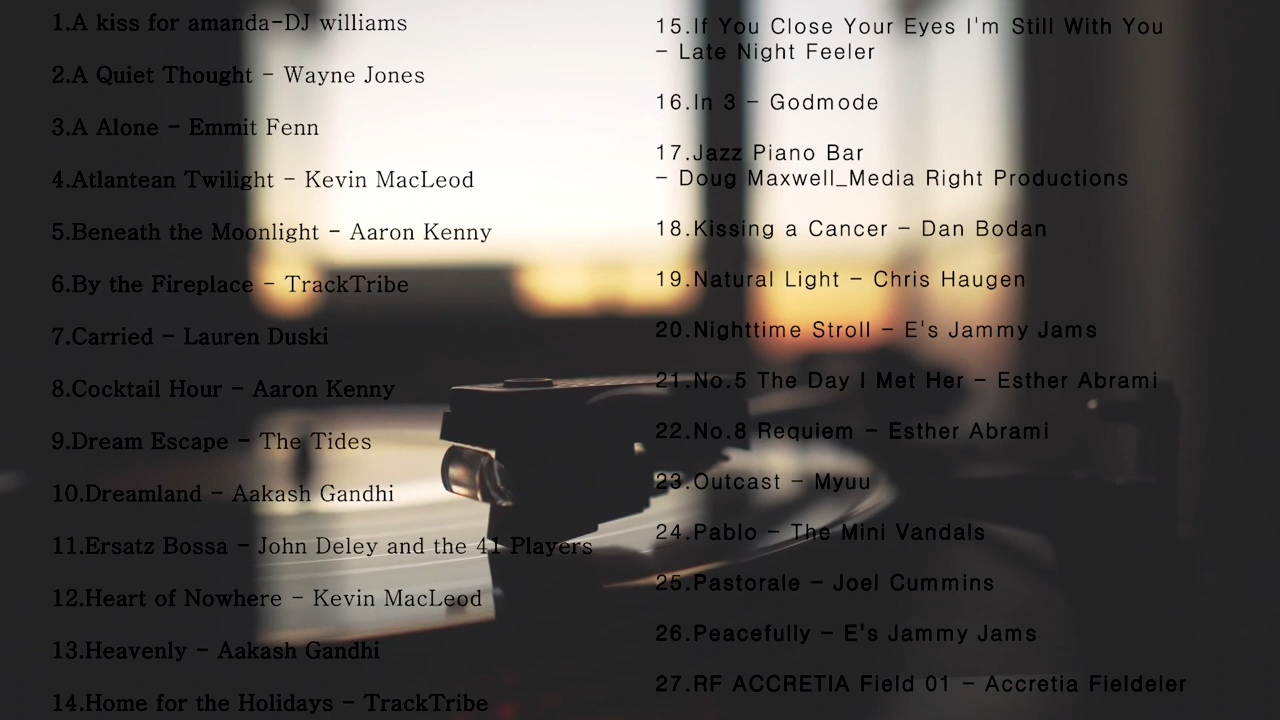 1.A kiss for amanda-DJ williams
2.A Quiet Thought - Wayne Jones
3.A Alone - Emmit Fenn
4.Atlantean Twilight - Kevin MacLeod
5.Beneath the Moonlight - Aaron Kenny
6.By the Fireplace - TrackTribe
7.Carried - Lauren Duski
8.Cocktail Hour - Aaron Kenny
9.Dream Escape - The Tides
10.Dreamland - Aakash Gandhi
11.Ersatz Bossa - John Deley and the 41 Players
12.Heart of Nowhere - Kevin MacLeod
13.Heavenly - Aakash Gandhi
14.Home for the Holidays - TrackTribe
15.If You Close Your Eyes I'm Still With You
- Late Night Feeler
16.In 3 - Godmode
17.Jazz Piano Bar
- Doug Maxwell_Media Right Productions
18.Kissing a Cancer - Dan Bodan
19.Natural Light - Chris Haugen
20.Nighttime Stroll - E's Jammy Jams
21.No.5 The Day I Met Her - Esther Abrami
22.No.8 Requiem - Esther Abrami
23.Outcast - Myuu
24.Pablo - The Mini Vandals
25.Pastorale - Joel Cummins
26.Peacefully - E's Jammy Jams
27.RF ACCRETIA Field 01 - Accretia Fieldeler